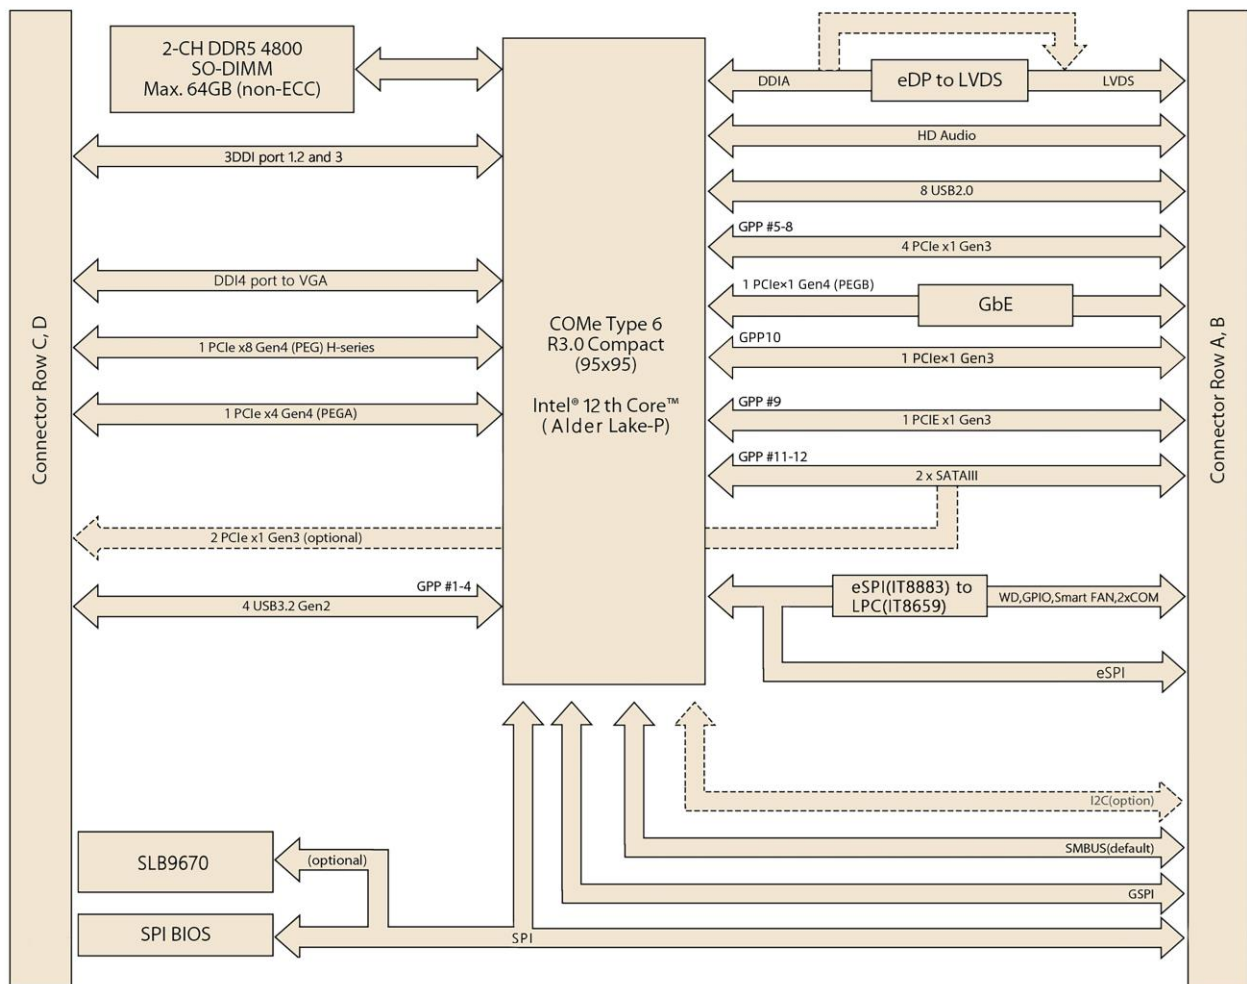 Connector Row C, D
2-CH DDR5 4800
SO-DIMM
Max. 64GB (non-ECC)
3DDI port 1.2 and 3
DDI4 port to VGA
1 PCIe x8 Gen4 (PEG) H-series
1 PCIe x4 Gen4 (PEGA)
2 PCIe x1 Gen3 (optional)
GPP #1-4
4 USB3.2 Gen2
COMe Type 6
R3.0 Compact
(95x95)
Intel® 12 th Core™
( Alder Lake-P)
DDIA
eDP to LVDS
LVDS
HD Audio
8 USB2.0
GPP #5-8
4 PCIe x1 Gen3
1 PCIe×1 Gen4 (PEGB)
GbE
GPP10
1 PCIe×1 Gen3
GPP #9
1 PCIE x1 Gen3
GPP #11-12
2 x SATAIII
eSPI(IT8883) to
LPC(IT8659)
WD,GPIO,Smart FAN,2xCOM
eSPI
I2C(option)
SMBUS(default)
GSPI
SPI
SLB9670
(optional)
SPI BIOS
Connector Row A, B